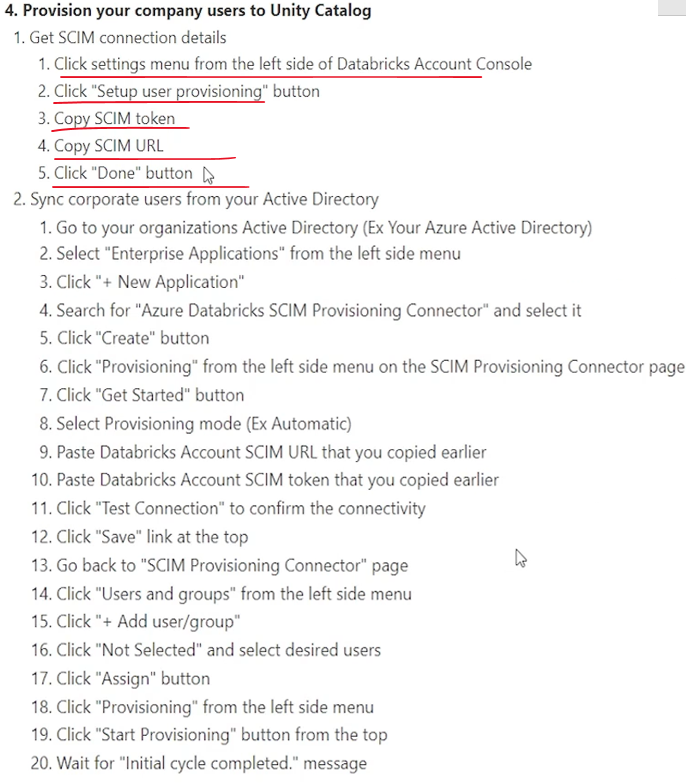 4. Provision your company users to Unity Catalog
1. Get SCIM connection details
1. Click settings menu from the left side of Databricks Account Console
2. Click "Setup user provisioning" button
3. Copy SCIM token
4. Copy SCIM URL
5. Click "Done" button
2. Sync corporate users from your Active Directory
1. Go to your organizations Active Directory (Ex Your Azure Active Directory)
2. Select "Enterprise Applications" from the left side menu
3. Click "+ New Application"
4. Search for "Azure Databricks SCIM Provisioning Connector" and select it
5. Click "Create" button
6. Click "Provisioning" from the left side menu on the SCIM Provisioning Connector page
7. Click "Get Started" button
8. Select Provisioning mode (Ex Automatic)
9. Paste Databricks Account SCIM URL that you copied earlier
10. Paste Databricks Account SCIM token that you copied earlier
11. Click "Test Connection" to confirm the connectivity
12. Click "Save" link at the top
13. Go back to "SCIM Provisioning Connector" page
14. Click "Users and groups" from the left side menu
15. Click "+ Add user/group"
16. Click "Not Selected" and select desired users
17. Click "Assign" button
18. Click "Provisioning" from the left side menu
19. Click "Start Provisioning" button from the top
20. Wait for "Initial cycle completed." message